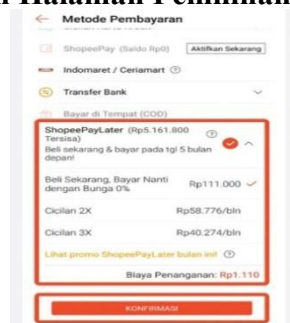 Metode Pembayaran
ShopeePay (Saldo Rp0) Aktifkan Sekarang
Indomaret / Ceriamart
Transfer Bank
Bayar di Tempat (COD)
ShopeePayLater (Rp5.161.800
Tersisa)
Beli sekarang & bayar pada tgl 5 bulan
depan!
Beli Sekarang, Bayar Nanti
dengan Bunga 0% Rp111.000
Cicilan 2X Rp58.776/bln
Cicilan 3X Rp40.274/bln
Lihat promo ShopeePayLater bulan ini!
Biaya Penanganan: Rp1.110
KONFIRMASI